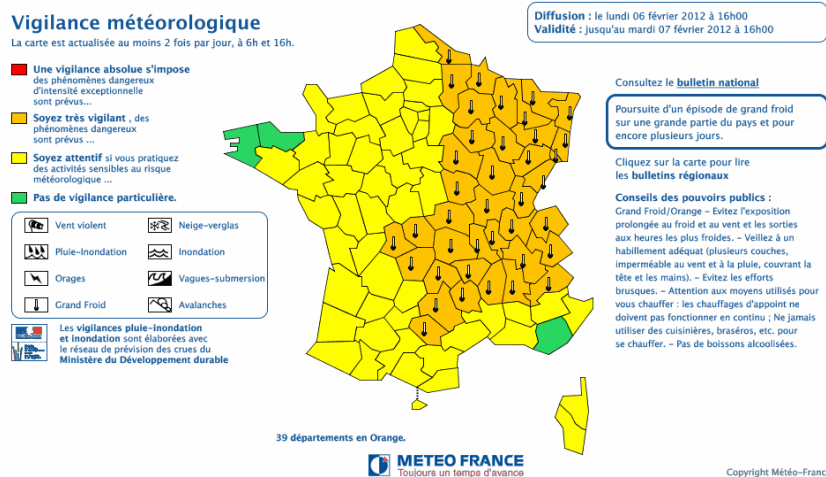 Vigilance météorologique
La carte est actualisée au moins 2 fois par jour, à 6h et 16h.
Une vigilance absolue s'impose
des phénomènes dangereux
d'intensité exceptionnelle
sont prévus...
Soyez très vigilant , des
phénomènes dangereux
sont prévus ...
Soyez attentif si vous pratiquez
des activités sensibles au risque
météorologique ...
Pas de vigilance particulière.
Vent violent
Neige-verglas
Pluie-Inondation
Inondation
Orages
Vagues-submersion
Grand Froid
Avalanches
Les vigilances pluie-inondation
et inondation sont élaborées avec
le réseau de prévision des crues du
Ministère du Développement durable
39 départements en Orange.
METEO FRANCE
Toujours un temps d'avance
Diffusion : le lundi 06 février 2012 à 16h00
Validité : jusqu'au mardi 07 février 2012 à 16h00
Consultez le bulletin national
Poursuite d'un épisode de grand froid
sur une grande partie du pays et pour
encore plusieurs jours.
Cliquez sur la carte pour lire
les bulletins régionaux
Conseils des pouvoirs publics :
Grand Froid/Orange - Evitez l'exposition
prolongée au froid et au vent et les sorties
aux heures les plus froides. - Veillez à un
habillement adéquat (plusieurs couches,
imperméable au vent et à la pluie, couvrant la
tête et les mains). - Evitez les efforts
brusques. - Attention aux moyens utilisés pour
vous chauffer : les chauffages d'appoint ne
doivent pas fonctionner en continu ; Ne jamais
utiliser des cuisinières, braséros, etc. pour
se chauffer. - Pas de boissons alcoolisées.
Copyright Météo-Franc